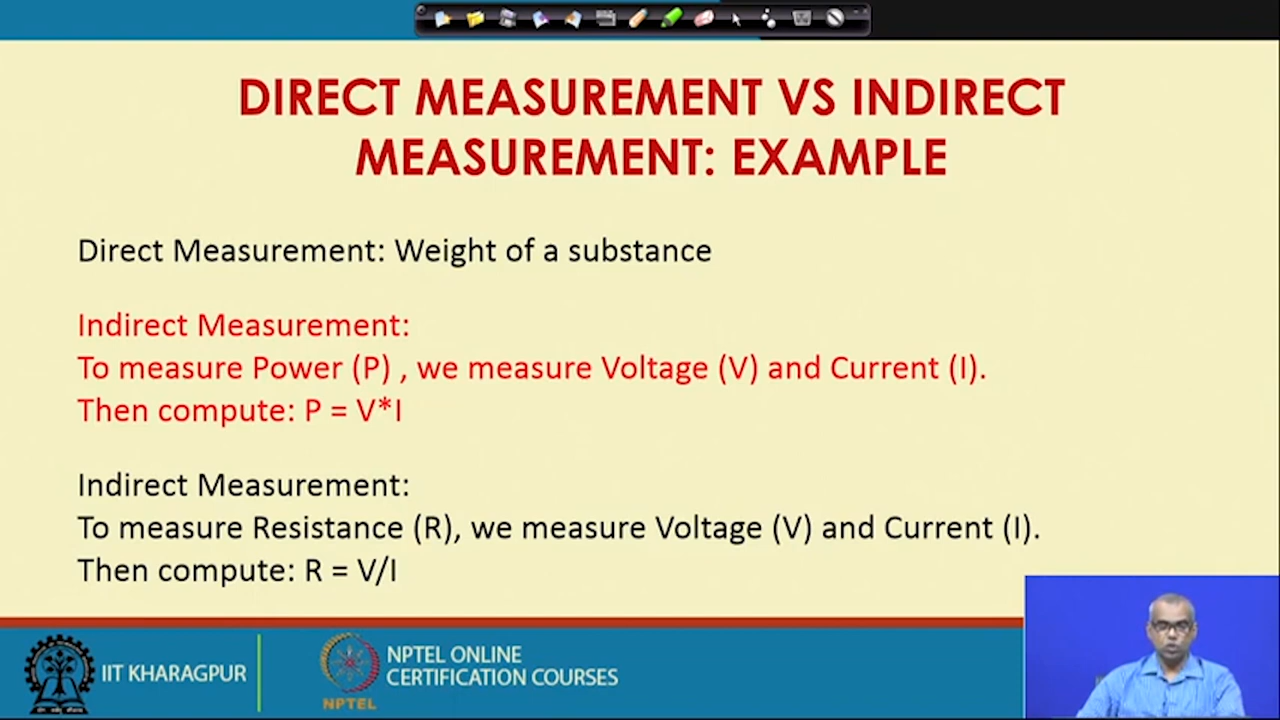 DIRECT MEASUREMENT VS INDIRECT
MEASUREMENT: EXAMPLE
Direct Measurement: Weight of a substance
Indirect Measurement:
To measure Power (P) , we measure Voltage (V) and Current (I).
Then compute: P = V*I
Indirect Measurement:
To measure Resistance (R), we measure Voltage (V) and Current (I).
Then compute: R = V/I
IIT KHARAGPUR
NPTEL
NPTEL ONLINE
CERTIFICATION COURSES